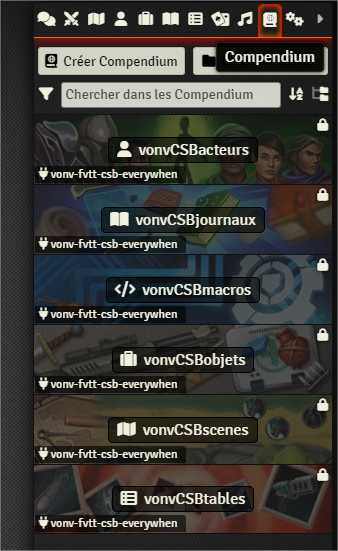 Créer Compendium
Compendium
Chercher dans les Compendium
vonvCSBacteurs
vonv-fvtt-csb-everywhen
vonvCSBjournaux
vonv-fvtt-csb-everywhen
vonvCSBmacros
vonv-fvtt-csb-everywhen
vonvCSBobjets
vonv-fvtt-csb-everywhen
vonvCSBscenes
vonv-fvtt-csb-everywhen
vonvCSBtables
vonv-fvtt-csb-everywhen